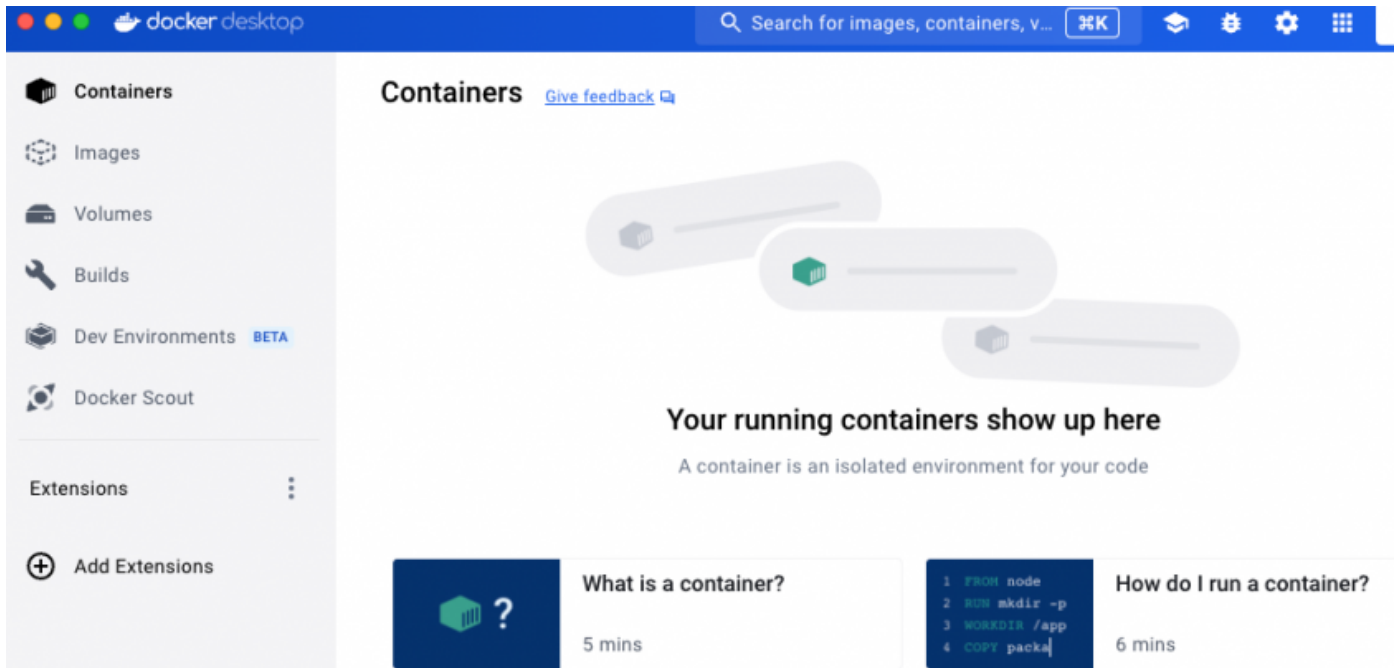 docker desktop
Search for images, containers, v... ⌘K
Containers
Images
Volumes
Builds
Dev Environments BETA
Docker Scout
Extensions
Add Extensions
Containers Give feedback
Your running containers show up here
A container is an isolated environment for your code
?
What is a container?
5 mins
1 FROM node
2 RUN mkdir -p
3 WORKDIR /app
4 COPY packa
How do I run a container?
6 mins